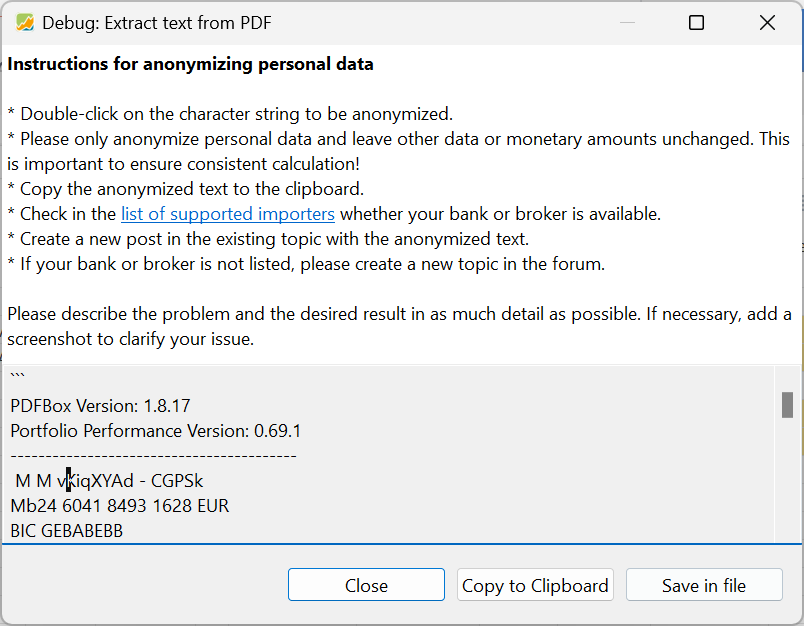 Debug: Extract text from PDF
Instructions for anonymizing personal data
* Double-click on the character string to be anonymized.
* Please only anonymize personal data and leave other data or monetary amounts unchanged. This
is important to ensure consistent calculation!
* Copy the anonymized text to the clipboard.
* Check in the list of supported importers whether your bank or broker is available.
* Create a new post in the existing topic with the anonymized text.
* If your bank or broker is not listed, please create a new topic in the forum.
Please describe the problem and the desired result in as much detail as possible. If necessary, add a
screenshot to clarify your issue.
```
PDFBox Version: 1.8.17
Portfolio Performance Version: 0.69.1
-----------------------------------------
M M vKiqXYAd - CGPSk
Mb24 6041 8493 1628 EUR
BIC GEBABEBB
Close Copy to Clipboard Save in file